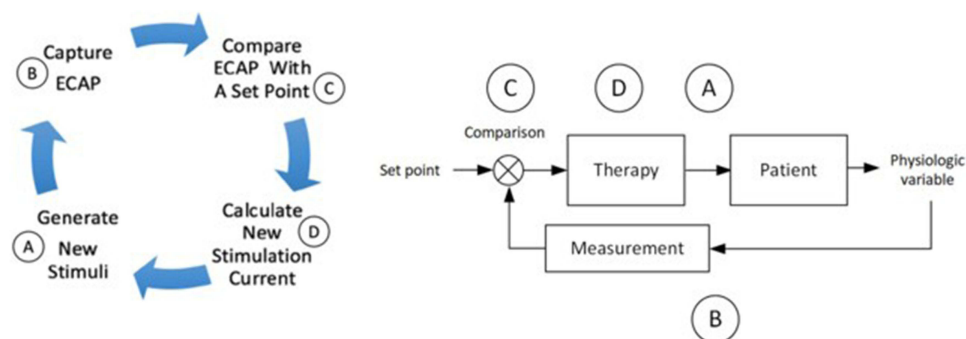 Capture
B
ECAP
Compare
ECAP With
A Set Point C
Generate
A
New
Stimuli
Calculate
New D
Stimulation
Current
C
D
A
Comparison
Set point
Therapy
Patient
Physiologic
variable
Measurement
B